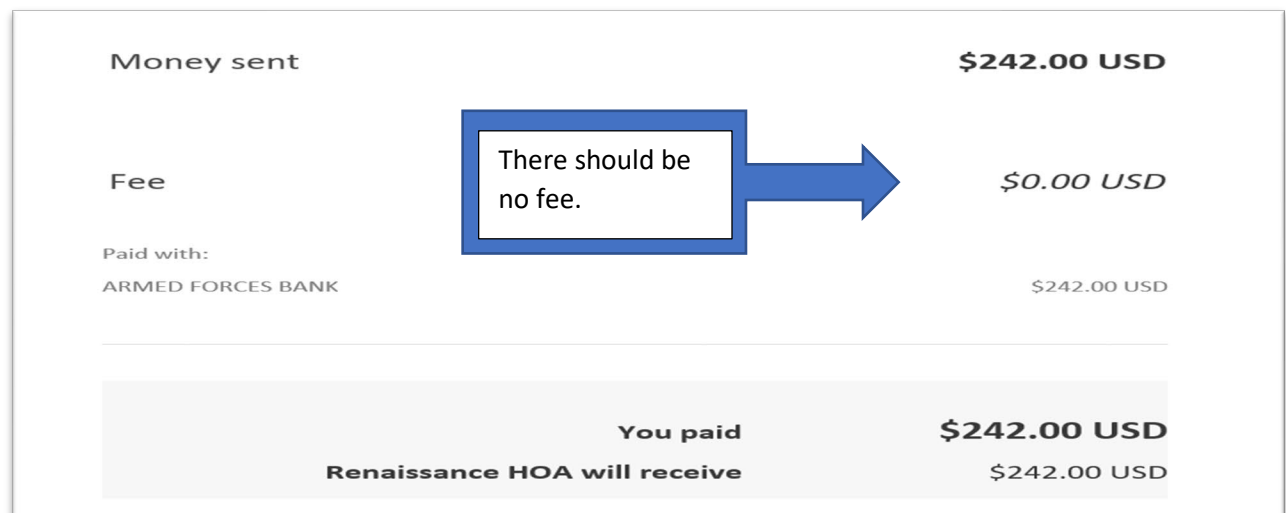 Money sent $242.00 USD
There should be
no fee.
Fee $0.00 USD
Paid with:
ARMED FORCES BANK $242.00 USD
You paid $242.00 USD
Renaissance HOA will receive $242.00 USD